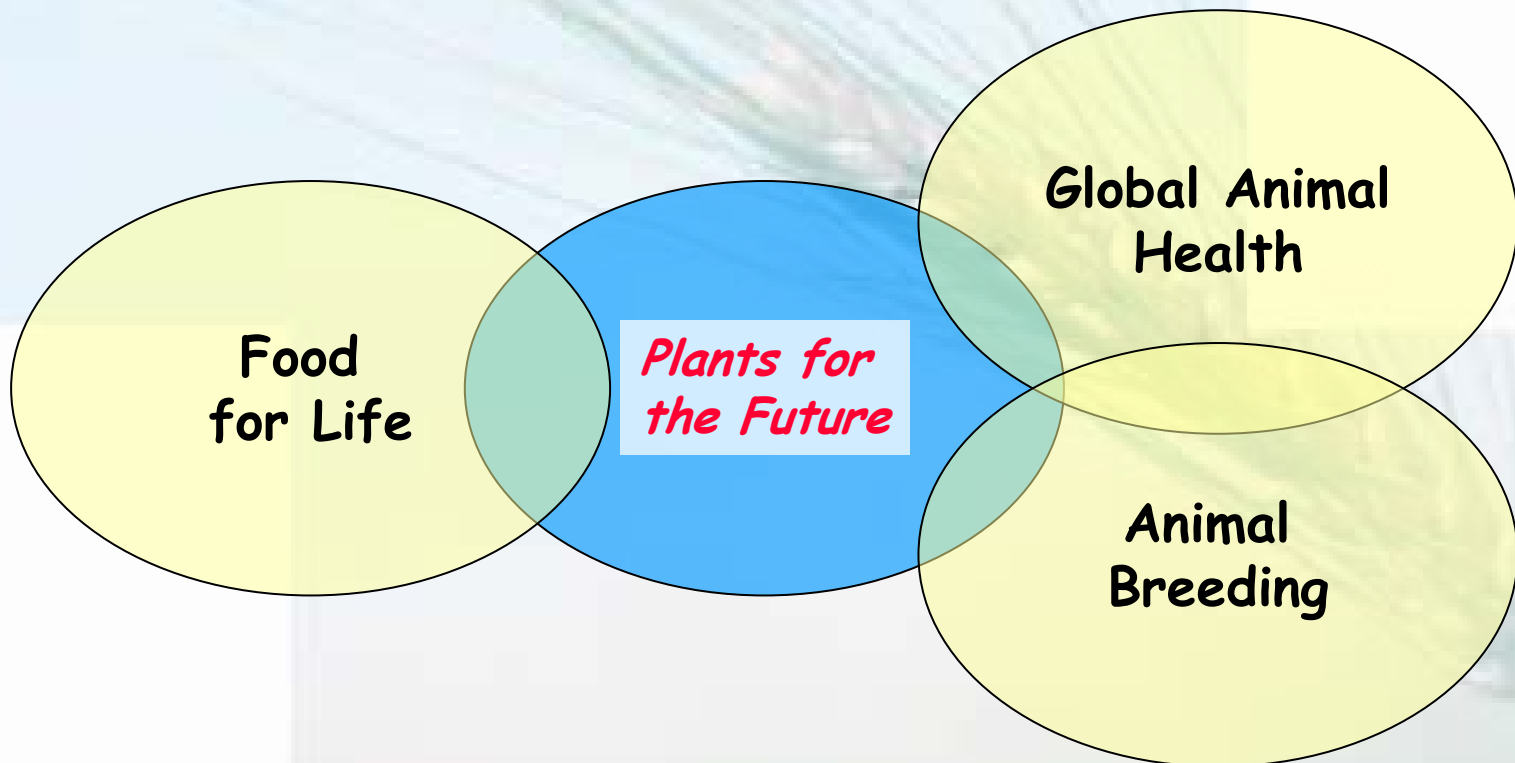 Food
for Life
Plants for
the Future
Global Animal
Health
Animal
Breeding